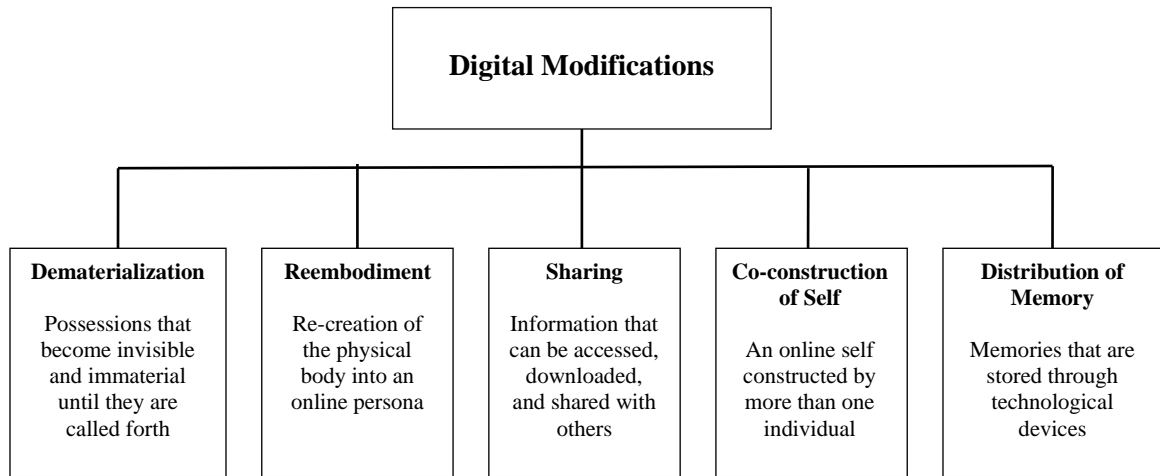 Digital Modifications
Dematerialization
Possessions that
become invisible
and immaterial
until they are
called forth
Reembodiment
Re-creation of
the physical
body into an
online persona
Sharing
Information that
can be accessed,
downloaded,
and shared with
others
Co-construction
of Self
An online self
constructed by
more than one
individual
Distribution of
Memory
Memories that are
stored through
technological
devices